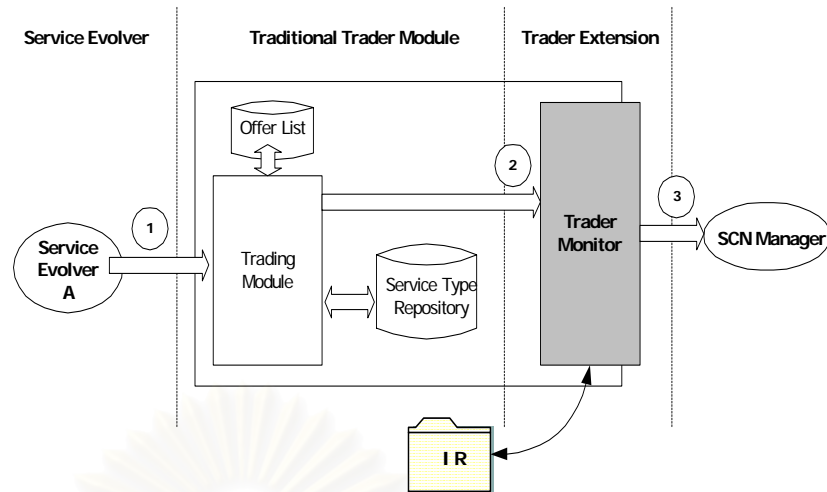 Service Evolver
Traditional Trader Module
Trader Extension
Offer List
1
2
3
Service
Evolver
A
Trading
Module
Service Type
Repository
Trader
Monitor
SCN Manager
IR